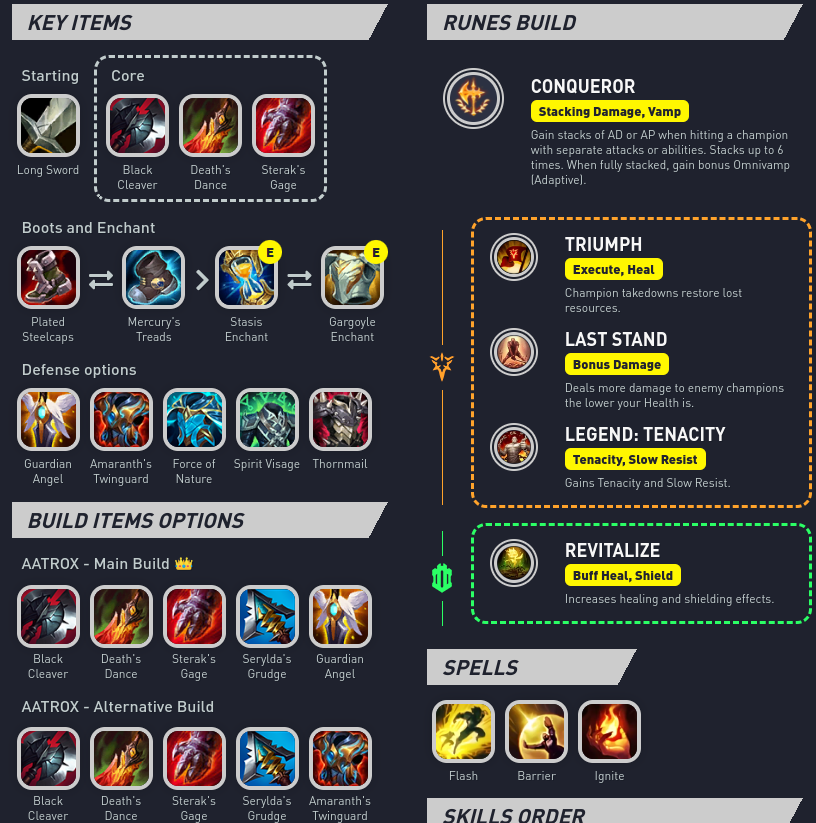 KEY ITEMS
Starting
Core
Long Sword
Black
Cleaver
Death's
Dance
Sterak's
Gage
Boots and Enchant
E
E
Plated
Steelcaps
Mercury's
Treads
Stasis
Enchant
Gargoyle
Enchant
Defense options
Guardian
Angel
Amaranth's
Twinguard
Force of
Nature
Spirit Visage
Thornmail
BUILD ITEMS OPTIONS
AATROX - Main Build
Black
Cleaver
Death's
Dance
Sterak's
Gage
Serylda's
Grudge
Guardian
Angel
AATROX - Alternative Build
Black
Cleaver
Death's
Dance
Sterak's
Gage
Serylda's
Grudge
Amaranth's
Twinguard
RUNES BUILD
CONQUEROR
Stacking Damage, Vamp
Gain stacks of AD or AP when hitting a champion
with separate attacks or abilities. Stacks up to 6
times. When fully stacked, gain bonus Omnivamp
(Adaptive).
TRIUMPH
Execute, Heal
Champion takedowns restore lost
resources.
LAST STAND
Bonus Damage
Deals more damage to enemy champions
the lower your Health is.
LEGEND: TENACITY
Tenacity, Slow Resist
Gains Tenacity and Slow Resist.
REVITALIZE
Buff Heal, Shield
Increases healing and shielding effects.
SPELLS
Flash
Barrier
Ignite
SKILLS ORDER